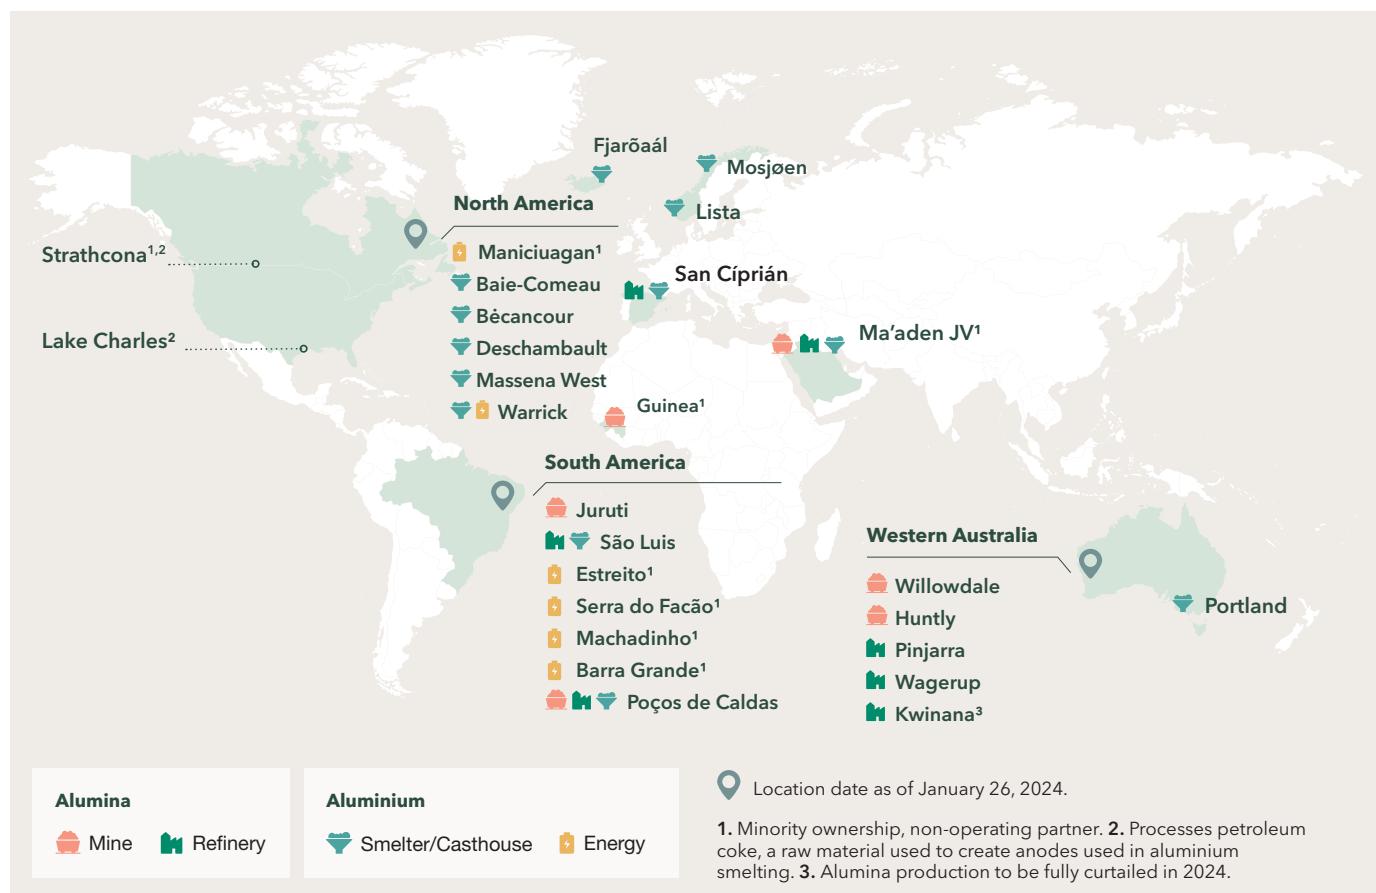 Fjarõaál
Mosjøen
Lista
North America
Maniciuagan¹
Baie-Comeau
Bėcancour
Deschambault
Massena West
Warrick
Strathcona¹,²
Lake Charles²
San Cíprián
Ma'aden JV¹
Guinea¹
South America
Juruti
São Luis
Estreito¹
Serra do Facão¹
Machadinho¹
Barra Grande¹
Poços de Caldas
Western Australia
Willowdale
Huntly
Pinjarra
Wagerup
Kwinana³
Portland
Alumina
Mine
Refinery
Aluminium
Smelter/Casthouse
Energy
Location date as of January 26, 2024.
1. Minority ownership, non-operating partner. 2. Processes petroleum
coke, a raw material used to create anodes used in aluminium
smelting. 3. Alumina production to be fully curtailed in 2024.